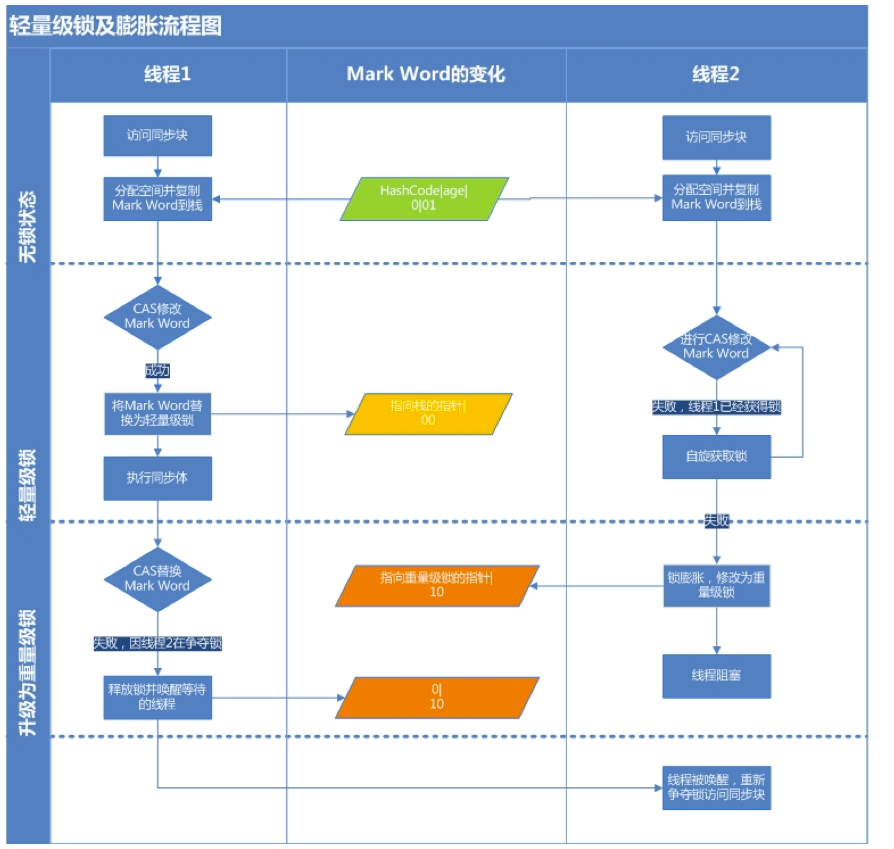 轻量级锁及膨胀流程图
线程1
Mark Word的变化
线程2
无锁状态
访问同步块
访问同步块
分配空间并复制
Mark Word到栈
HashCode|age|
0|01
分配空间并复制
Mark Word到栈
轻量级锁
CAS修改
Mark Word
进行CAS修改
Mark Word
成功
失败，线程1已经获得锁
将Mark Word替
换为轻量级锁
指向栈的指针|
00
自旋获取锁
执行同步体
失败
升级为重量级锁
CAS替换
Mark Word
指向重量级锁的指针|
10
锁膨胀，修改为重
量级锁
失败，因线程2在争夺锁
线程阻塞
释放锁并唤醒等待
的线程
0|
10
线程被唤醒，重新
争夺锁访问同步块